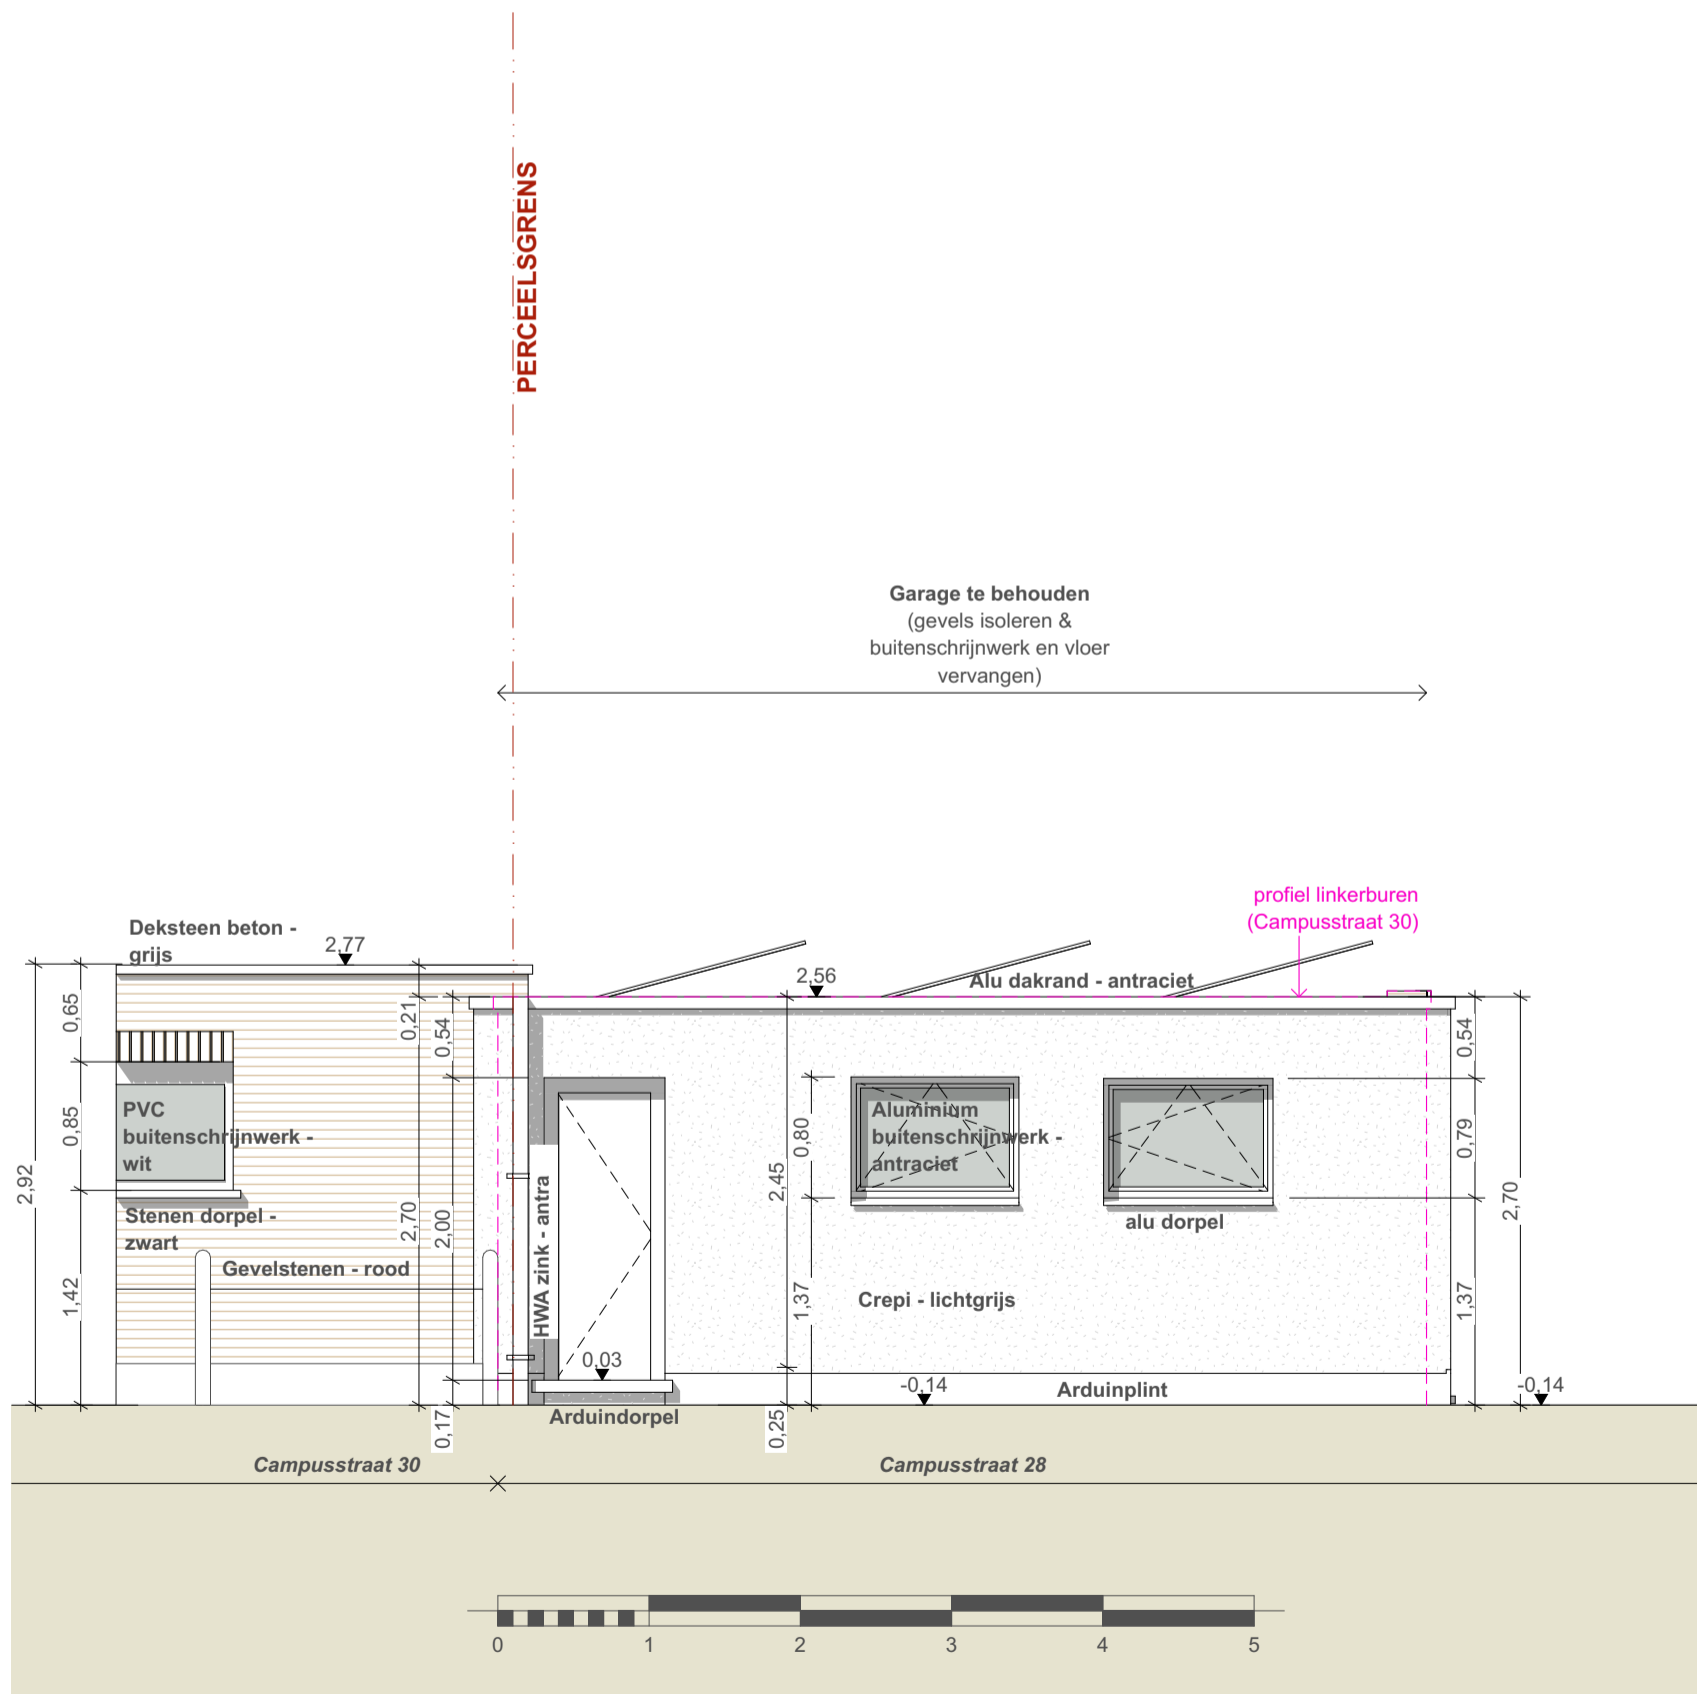 PERCEELSGRENS
Garage te behouden
(gevels isoleren &
buitenschrijnwerk en vloer
vervangen)
profiel linkerburen
(Campusstraat 30)
Deksteen beton -
grijs
2,77
2,56
Alu dakrand - antraciet
0,65
0,21
0,54
0,54
PVC
buitenschrijnwerk -
wit
Aluminium
buitenschrijnwerk -
antraciet
0,85
0,80
0,79
2,92
2,45
2,70
2,70
2,00
Stenen dorpel -
zwart
alu dorpel
HWA zink - antra
Gevelstenen - rood
1,42
1,37
1,37
Crepi - lichtgrijs
0,03
-0,14
-0,14
Arduinplint
Arduindorpel
0,17
0,25
Campusstraat 30
Campusstraat 28
0 1 2 3 4 5